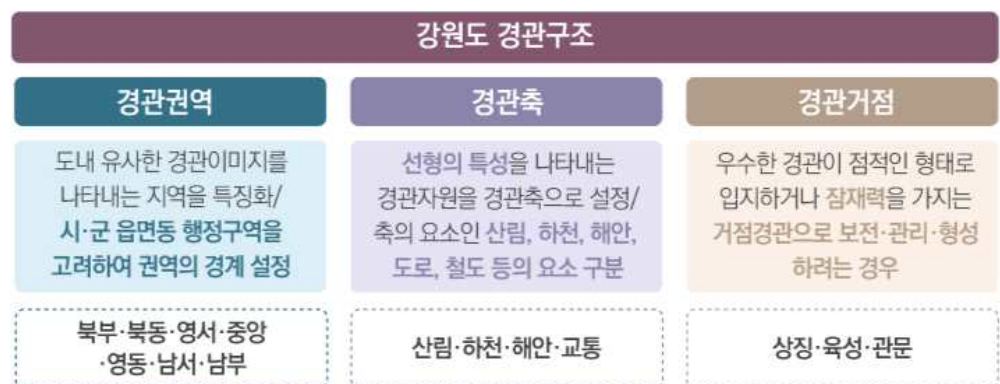 강원도 경관구조
경관권역
도내 유사한 경관이미지를
나타내는 지역을 특징화/
시·군 읍면동 행정구역을
고려하여 권역의 경계 설정
북부·북동·영서·중앙
·영동·남서·남부
경관축
선형의 특성을 나타내는
경관자원을 경관축으로 설정/
축의 요소인 산림, 하천, 해안,
도로, 철도 등의 요소 구분
산림·하천·해안·교통
경관거점
우수한 경관이 점적인 형태로
입지하거나 잠재력을 가지는
거점경관으로 보전·관리·형성
하려는 경우
상징·육성·관문